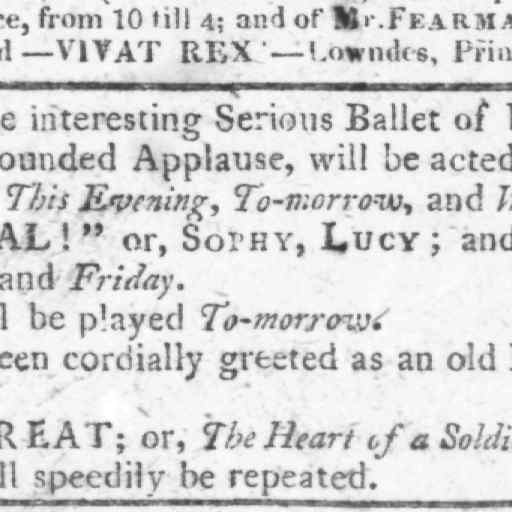 ce, from 10 till 4; and of Mr. FEARMA
d —VIVAT REX —Lowndes, Prin
e interesting Serious Ballet of
ounded Applause, will be acted
This Evening, To-morrow, and
AL!" or, SOPHY, LUCY; and
and Friday.
l be played To-morrow.
een cordially greeted as an old
REAT; or, The Heart of a Soldi
ll speedily be repeated.